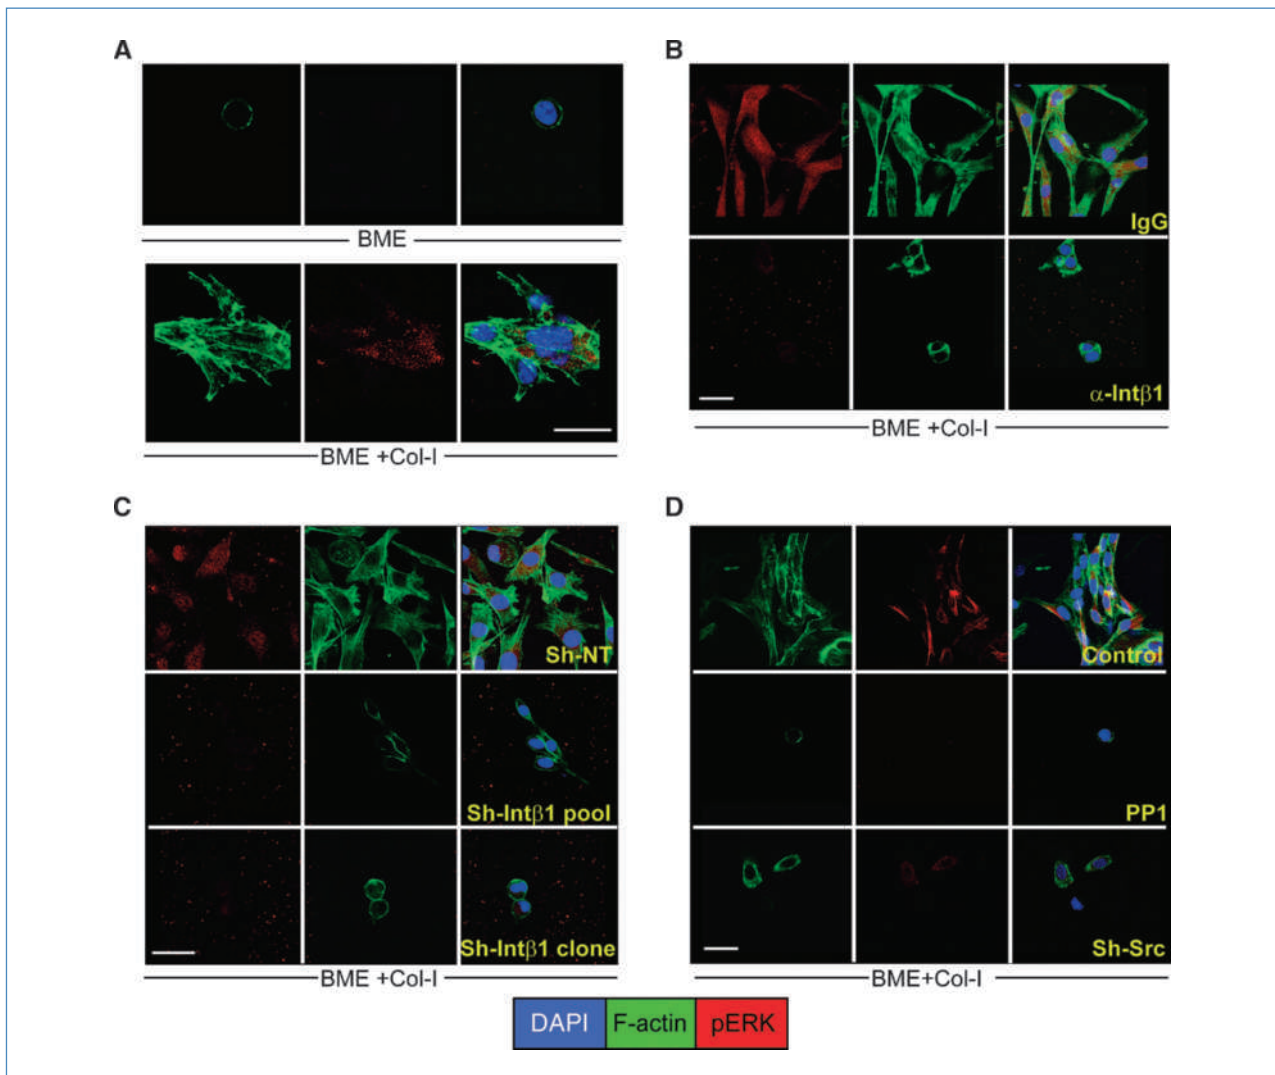 A
BME
BME +Col-I
B
IgG
α-Intβ1
BME +Col-I
C
Sh-NT
Sh-Intβ1 pool
Sh-Intβ1 clone
BME +Col-I
D
Control
PP1
Sh-Src
BME+Col-I
DAPI F-actin pERK